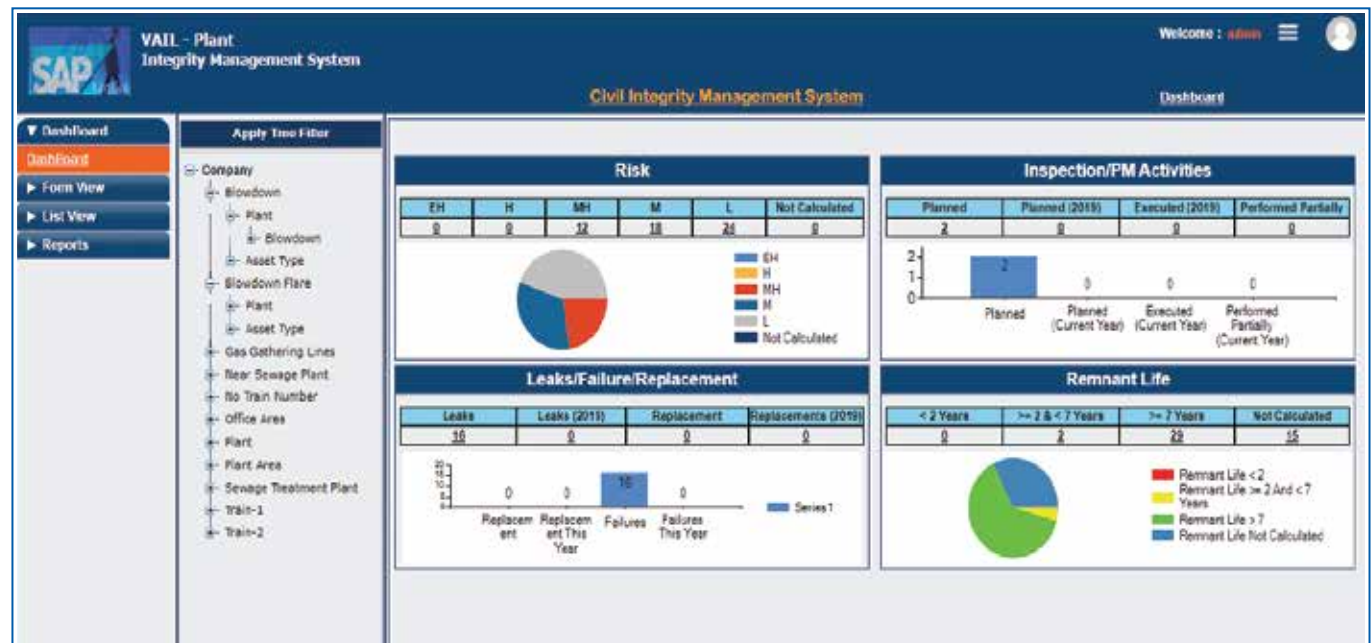 SAP
VAIL - Plant
Integrity Management System
Welcome : admin
Civil Integrity Management System
Dashboard
DashBoard
DashBoard
Form View
List View
Reports
Apply Tree Filter
Company
Blowdown
Plant
Blowdown
Asset Type
Blowdown Flare
Plant
Asset Type
Gas Gathering Lines
Near Sewage Plant
No Train Number
Office Area
Plant
Plant Area
Sewage Treatment Plant
Train-1
Train-2
Risk
EH H MH M L Not Calculated
0 0 12 18 0
EH
H
MH
M
L
Not Calculated
Inspection/PM Activities
Planned Planned (2019) Executed (2019) Performed Partially
2 0 0 0
2
1
0
2 0 0 0
Planned Planned (Current Year) Executed (Current Year) Performed Partially (Current Year)
Leaks/Failure/Replacement
Leaks Leaks (2019) Replacement Replacements (2019)
16 0 0 0
20
15
10
0 0 16 0
Replacem ent Replacem ent This Year Failures Failures This Year
Series1
Remnant Life
< 2 Years >= 2 & < 7 Years >= 7 Years Not Calculated
0 2 29 15
Remnant Life < 2
Remnant Life >= 2 And < 7
Years
Remnant Life > 7
Remnant Life Not Calculated